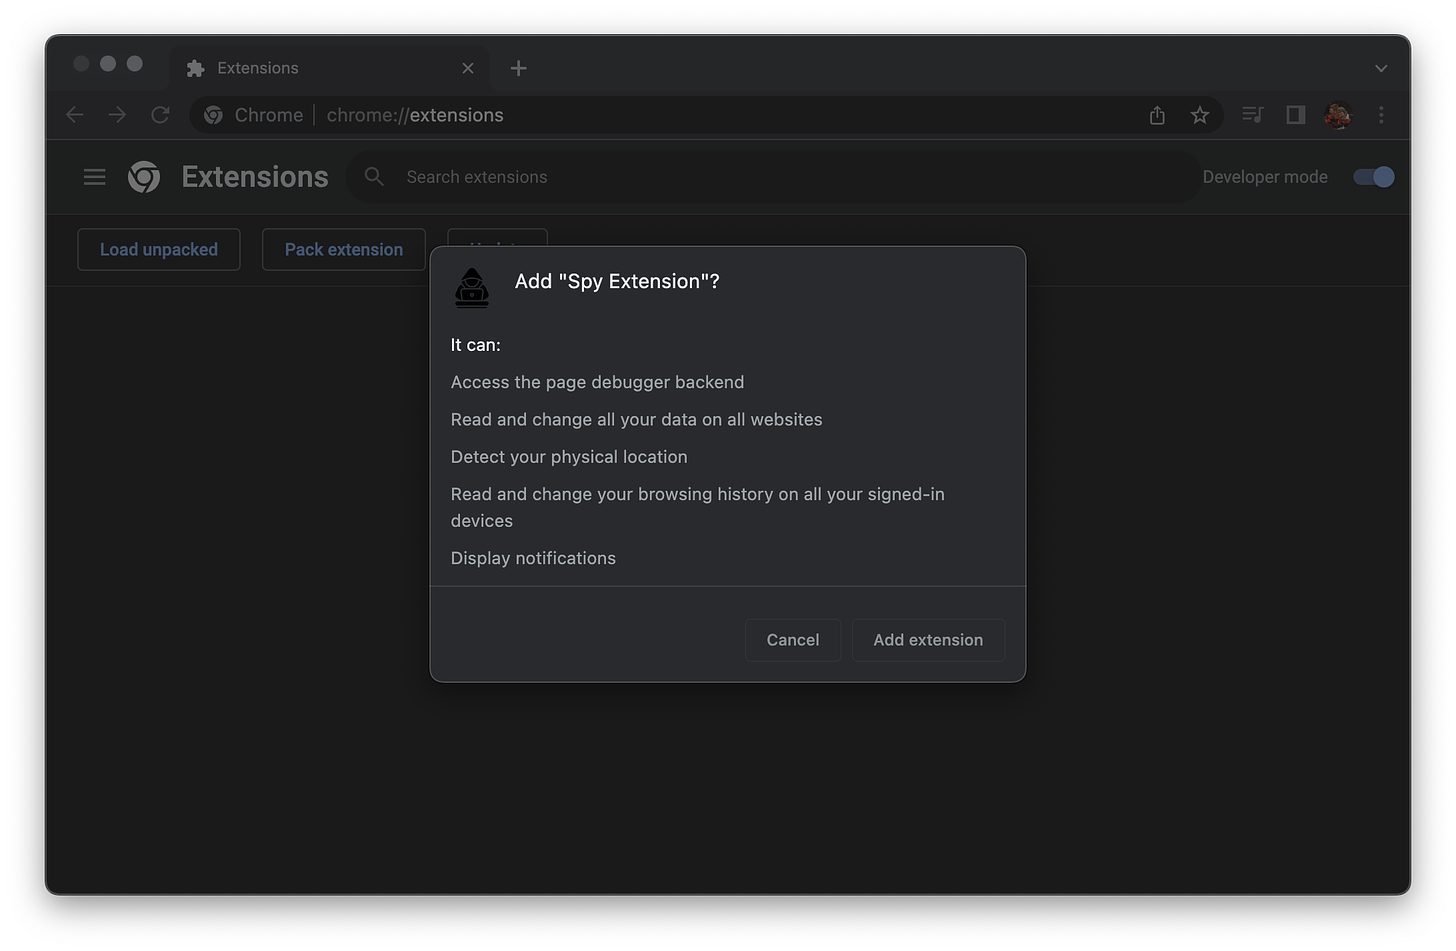 Extensions
Chrome
chrome://extensions
Extensions
Search extensions
Developer mode
Load unpacked
Pack extension
Add "Spy Extension"?
It can:
Access the page debugger backend
Read and change all your data on all websites
Detect your physical location
Read and change your browsing history on all your signed-in
devices
Display notifications
Cancel
Add extension